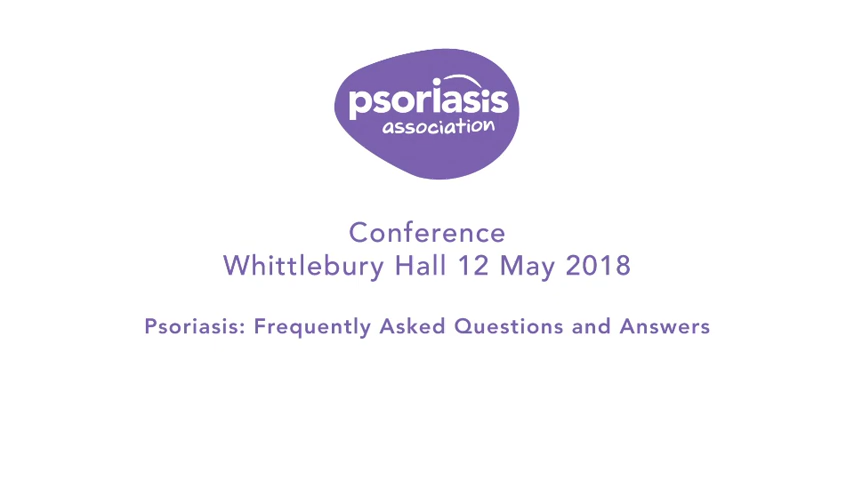 psoriasis
association
Conference
Whittlebury Hall 12 May 2018
Psoriasis: Frequently Asked Questions and Answers